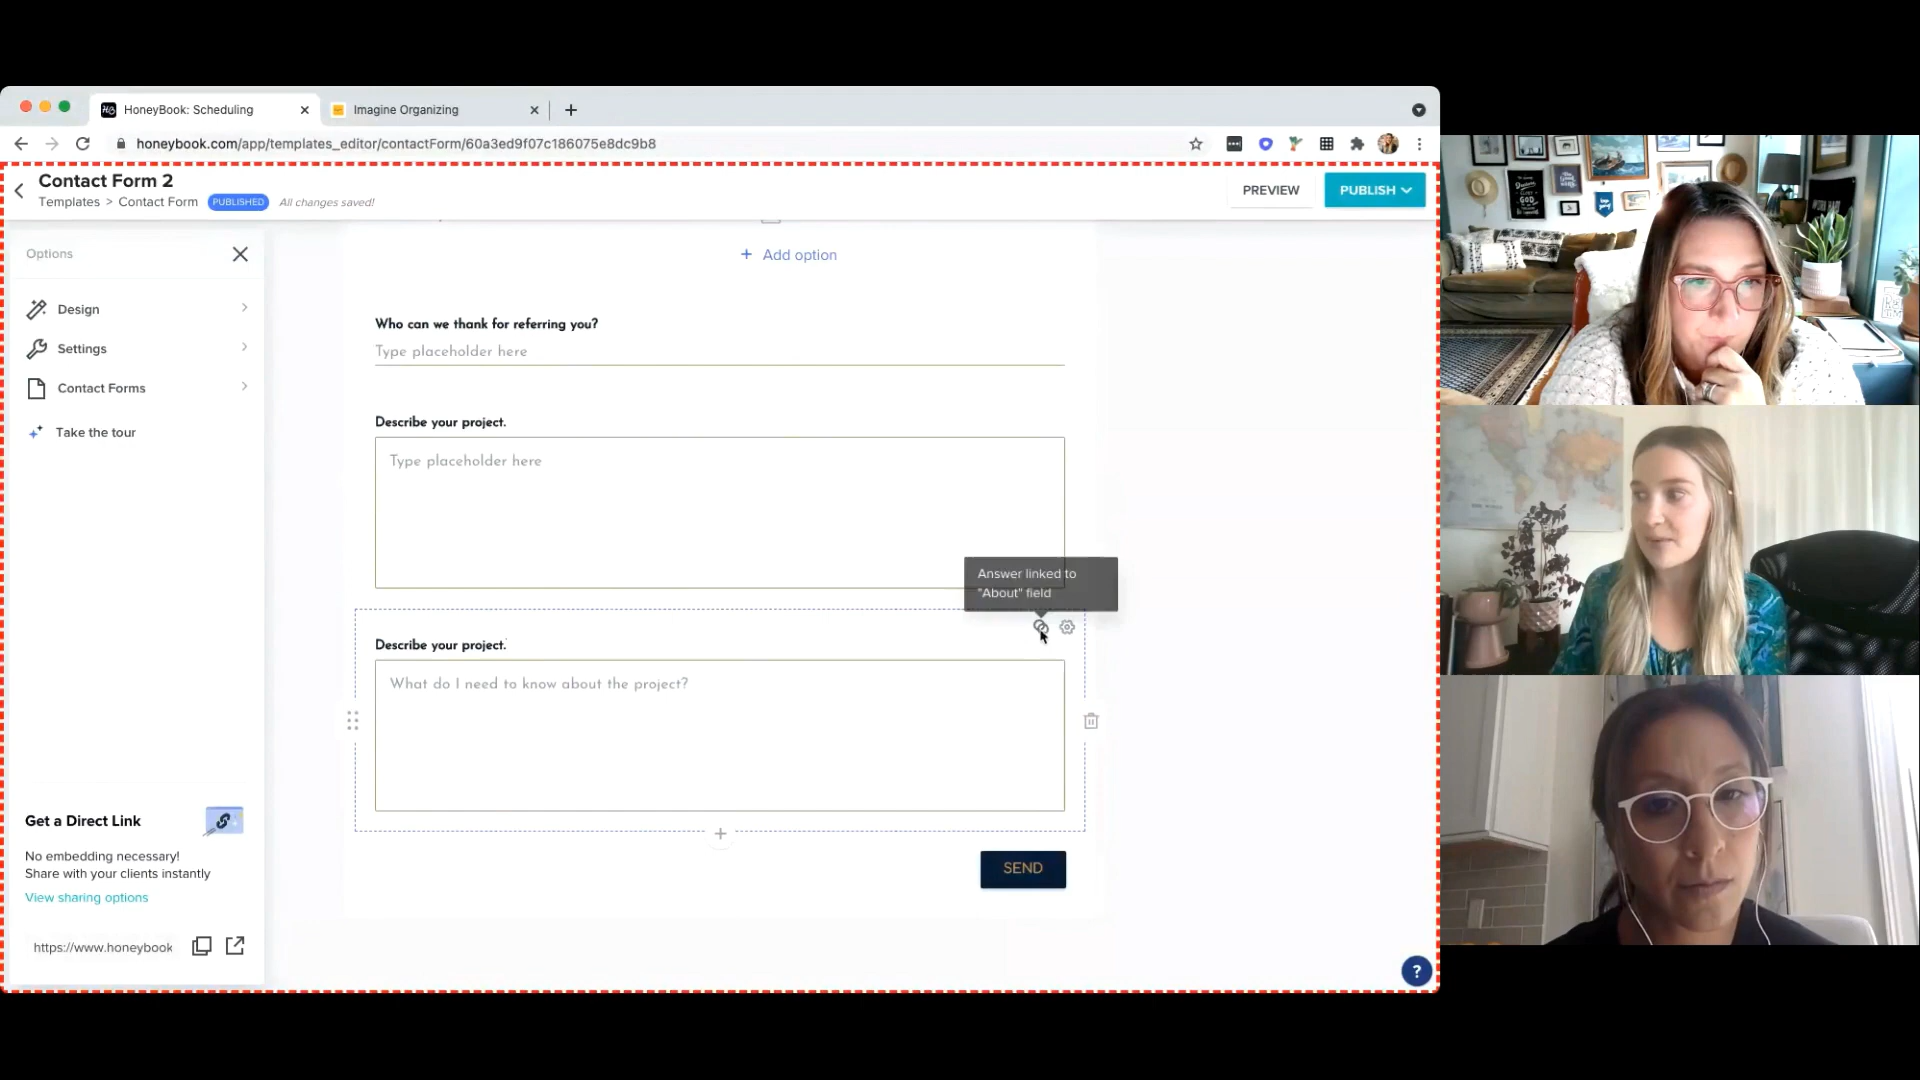 HoneyBook: Scheduling
Imagine Organizing
honeybook.com/app/templates_editor/contactForm/60a3ed9f07c186075e8dc9b8
Contact Form 2
Templates > Contact Form PUBLISHED All changes saved!
PREVIEW
PUBLISH
Options
Design
Settings
Contact Forms
Take the tour
Get a Direct Link
No embedding necessary!
Share with your clients instantly
View sharing options
https://www.honeybook
+ Add option
Who can we thank for referring you?
Type placeholder here
Describe your project.
Type placeholder here
Answer linked to
"About" field
Describe your project.
What do I need to know about the project?
SEND
?
GOD